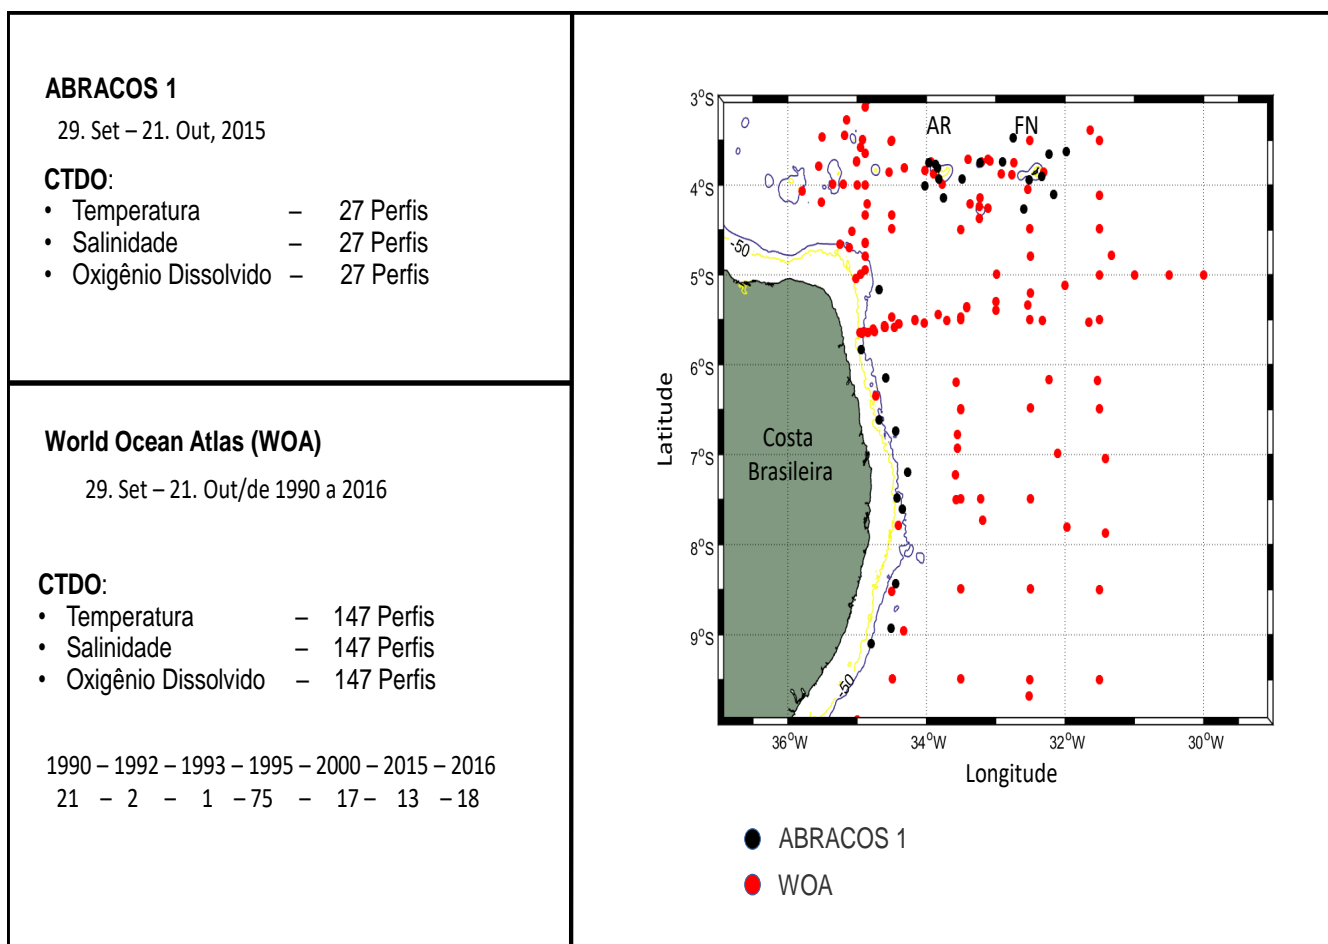 ABRACOS 1
29. Set – 21. Out, 2015
CTDO:
• Temperatura – 27 Perfis
• Salinidade – 27 Perfis
• Oxigênio Dissolvido – 27 Perfis
World Ocean Atlas (WOA)
29. Set – 21. Out/de 1990 a 2016
CTDO:
• Temperatura – 147 Perfis
• Salinidade – 147 Perfis
• Oxigênio Dissolvido – 147 Perfis
1990 – 1992 – 1993 – 1995 – 2000 – 2015 – 2016
21 – 2 – 1 – 75 – 17 – 13 – 18
3°S
AR
FN
4°S
-50
5°S
6°S
Latitude
Costa
Brasileira
7°S
8°S
9°S
-50
36°W
34°W
32°W
30°W
Longitude
ABRACOS 1
WOA